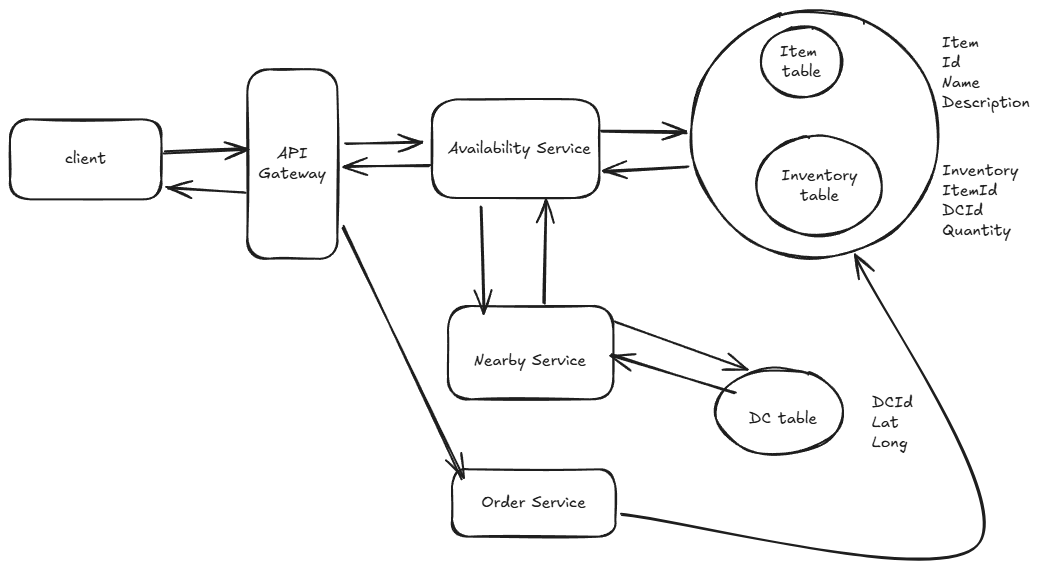 client
API
Gateway
Availability Service
Item
table
Inventory
table
Item
Id
Name
Description
Inventory
ItemId
DCId
Quantity
Nearby Service
DC table
DCId
Lat
Long
Order Service